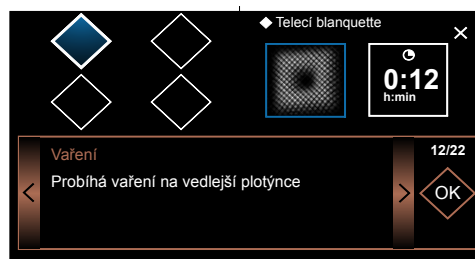 Telecí blanquette
0:12
h:min
Vaření
12/22
Probíhá vaření na vedlejší plotýnce
OK